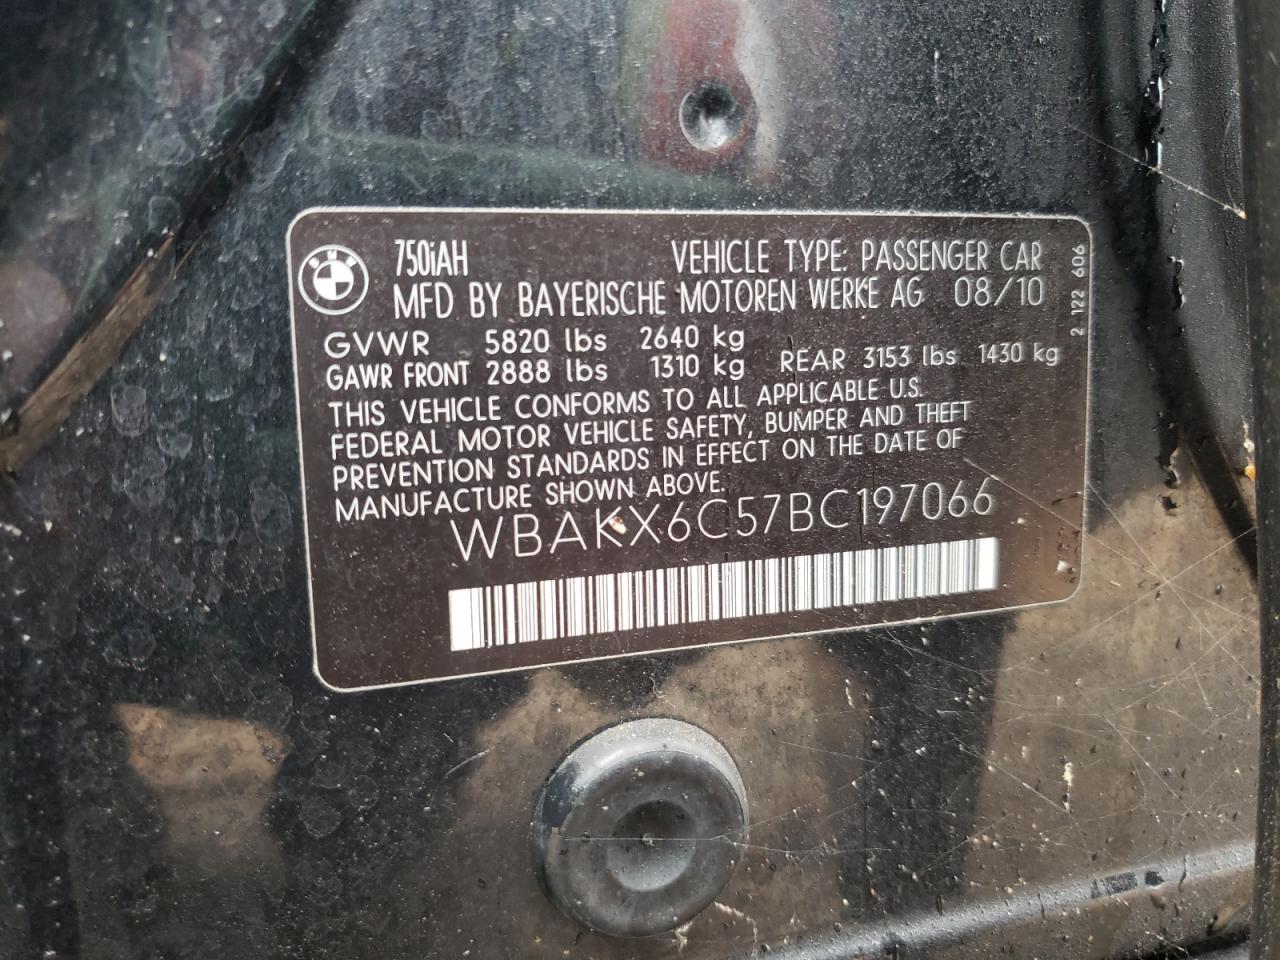 BMW
750iAH VEHICLE TYPE: PASSENGER CAR
MFD BY BAYERISCHE MOTOREN WERKE AG 08/10
GVWR 5820 lbs 2640 kg
GAWR FRONT 2888 lbs 1310 kg REAR 3153 lbs 1430 kg
THIS VEHICLE CONFORMS TO ALL APPLICABLE U.S.
FEDERAL MOTOR VEHICLE SAFETY, BUMPER AND THEFT
PREVENTION STANDARDS IN EFFECT ON THE DATE OF
MANUFACTURE SHOWN ABOVE.
WBAKX6C57BC197066
2 122 606